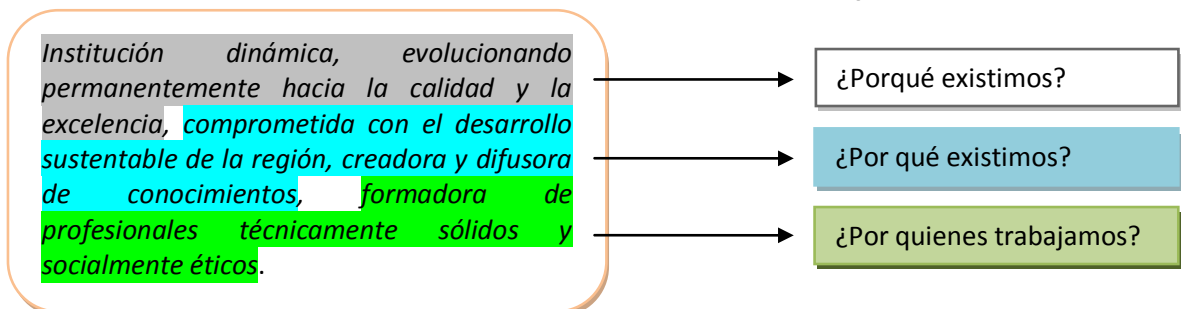 Institución dinámica, evolucionando
permanentemente hacia la calidad y la
excelencia, comprometida con el desarrollo
sustentable de la región, creadora y difusora
de conocimientos, formadora de
profesionales técnicamente sólidos y
socialmente éticos.
¿Porqué existimos?
¿Por qué existimos?
¿Por quienes trabajamos?